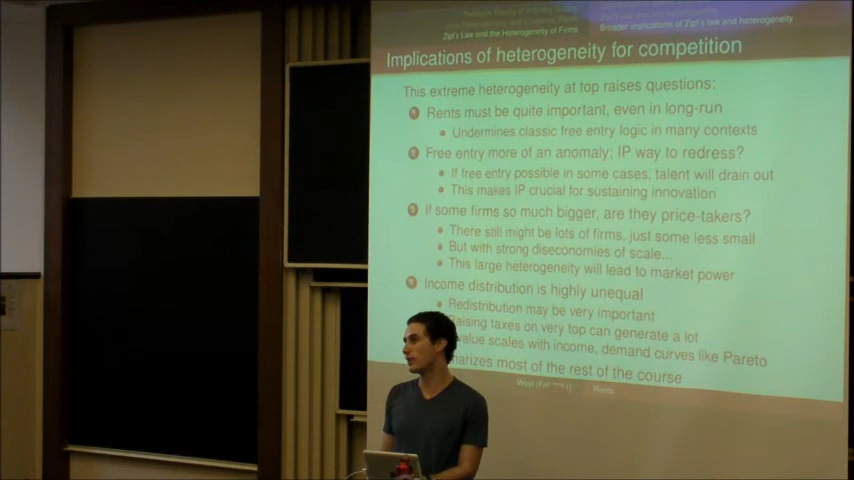 Zipf's Law and the Heterogeneity of Firms
Broader implications of Zipf's law and heterogeneity
Implications of heterogeneity for competition
This extreme heterogeneity at top raises questions:
Rents must be quite important, even in long-run
Undermines classic free entry logic in many contexts
Free entry more of an anomaly; IP way to redress?
If free entry possible in some cases, talent will drain out
This makes IP crucial for sustaining innovation
If some firms so much bigger, are they price-takers?
There still might be lots of firms, just some less small
But with strong diseconomies of scale...
This large heterogeneity will lead to market power
Income distribution is highly unequal
Redistribution may be very important
Raising taxes on very top can generate a lot
value scales with income, demand curves like Pareto
marizes most of the rest of the course
Weyl
Rents